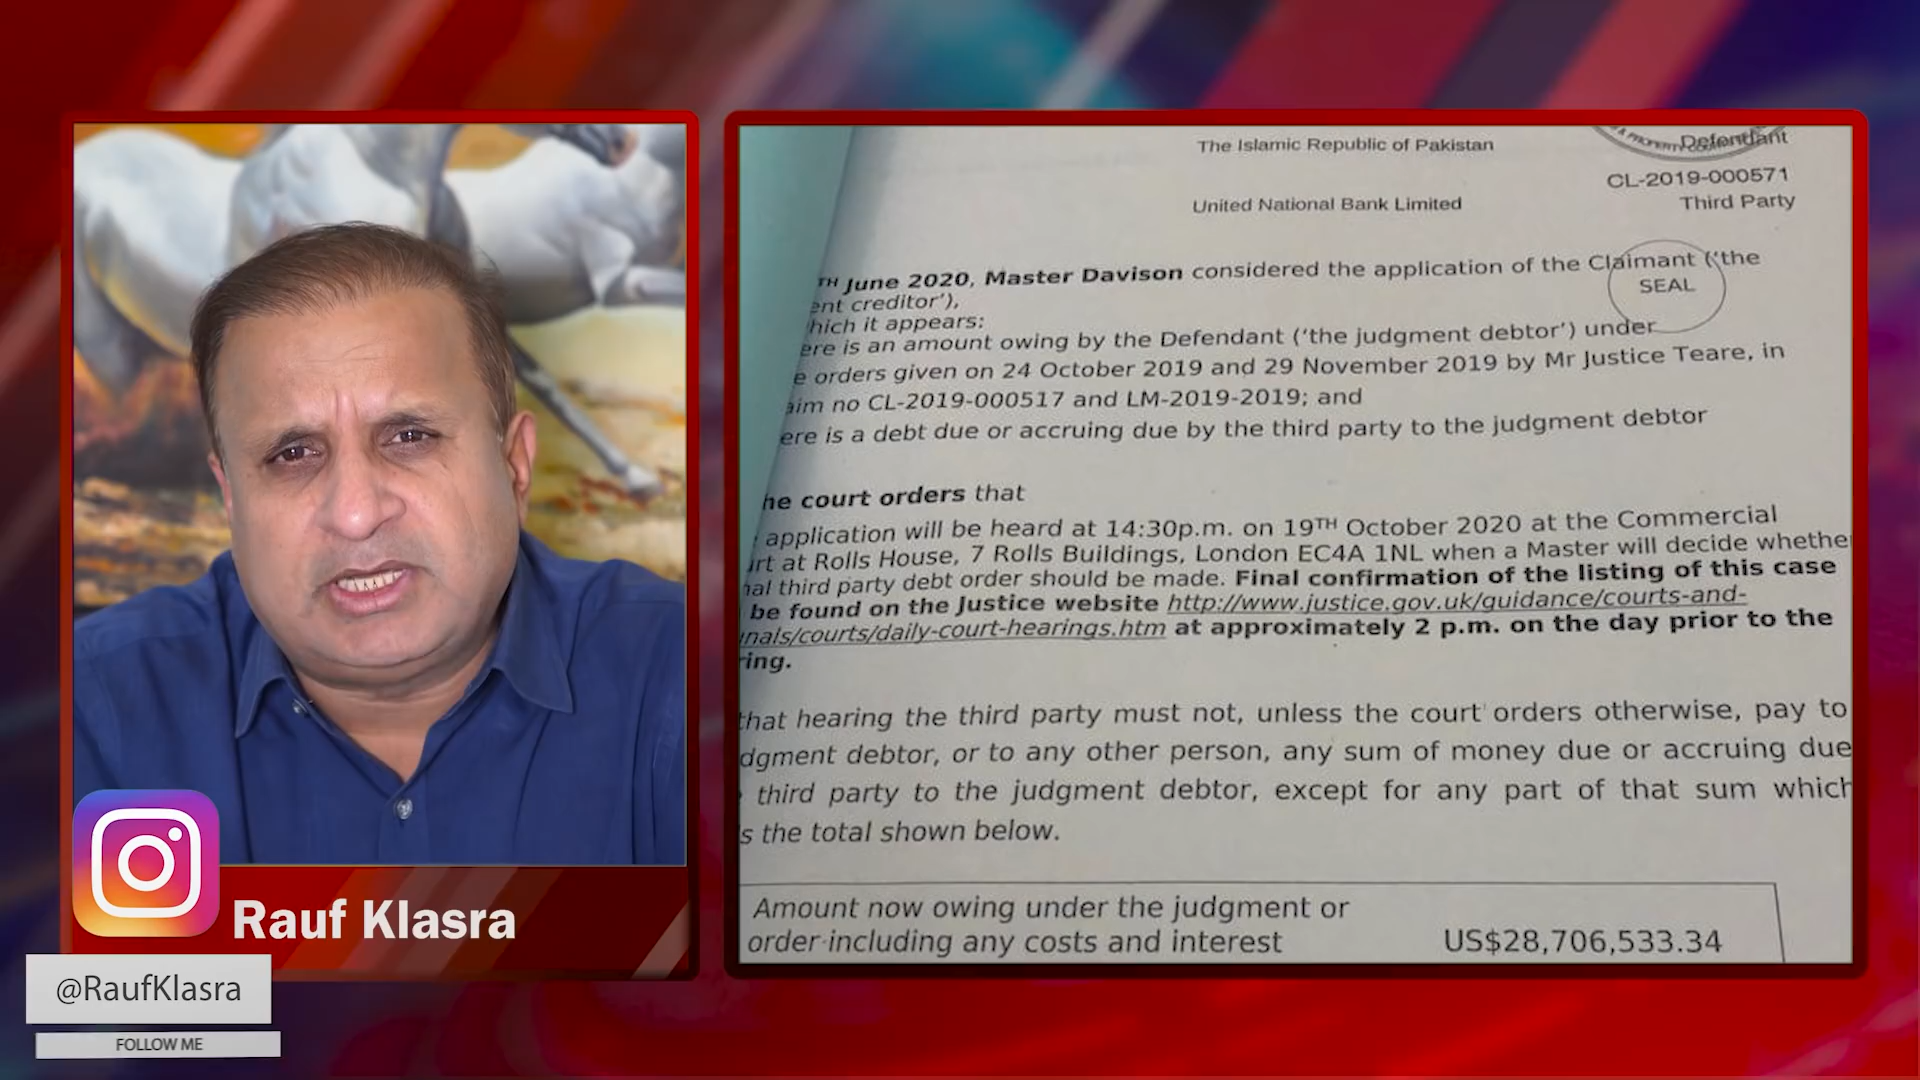 Rauf Klasra
@RaufKlasra
FOLLOW ME
Defendant
The Islamic Republic of Pakistan
CL-2019-000571
United National Bank Limited
Third Party
TH June 2020, Master Davison considered the application of the Claimant (‘the
SEAL
ent creditor’),
hich it appears:
ere is an amount owing by the Defendant (‘the judgment debtor’) under
e orders given on 24 October 2019 and 29 November 2019 by Mr Justice Teare, in
aim no CL-2019-000517 and LM-2019-2019; and
ere is a debt due or accruing due by the third party to the judgment debtor
he court orders that
application will be heard at 14:30p.m. on 19TH October 2020 at the Commercial
urt at Rolls House, 7 Rolls Buildings, London EC4A 1NL when a Master will decide whether
nal third party debt order should be made. Final confirmation of the listing of this case
be found on the Justice website http://www.justice.gov.uk/guidance/courts-and-
unals/courts/daily-court-hearings.htm at approximately 2 p.m. on the day prior to the
ring.
that hearing the third party must not, unless the court orders otherwise, pay to
dgment debtor, or to any other person, any sum of money due or accruing due
third party to the judgment debtor, except for any part of that sum which
s the total shown below.
Amount now owing under the judgment or
order including any costs and interest US$28,706,533.34